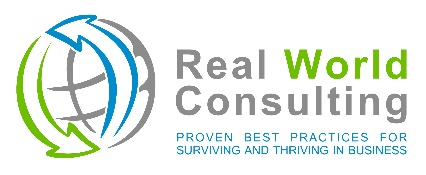 Real World
Consulting
PROVEN BEST PRACTICES FOR
SURVIVING AND THRIVING IN BUSINESS